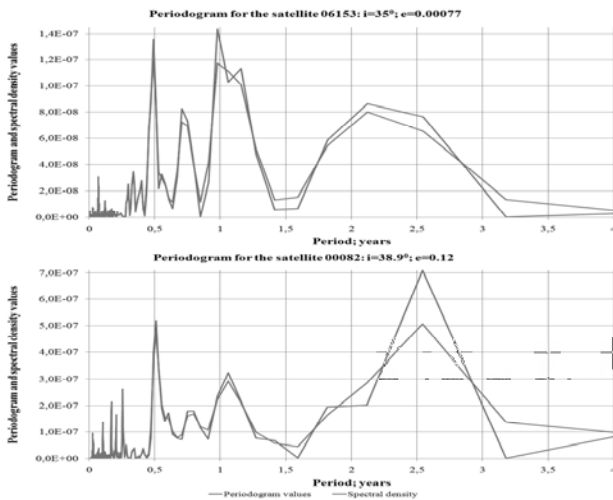 Periodogram for the satellite 06153: i=35°; e=0.00077
Periodogram and spectral density values
1,4E-07
1,2E-07
1,0E-07
8,0E-08
6,0E-08
4,0E-08
2,0E-08
0,0E+00
0 0,5 1 1,5 2 2,5 3 3,5 4
Period; years
Periodogram for the satellite 00082: i=38.9°; e=0.12
Periodogram and spectral density values
7,0E-07
6,0E-07
5,0E-07
4,0E-07
3,0E-07
2,0E-07
1,0E-07
0,0E+00
0 0,5 1 1,5 2 2,5 3 3,5 4
Period; years
Periodogram values Spectral density